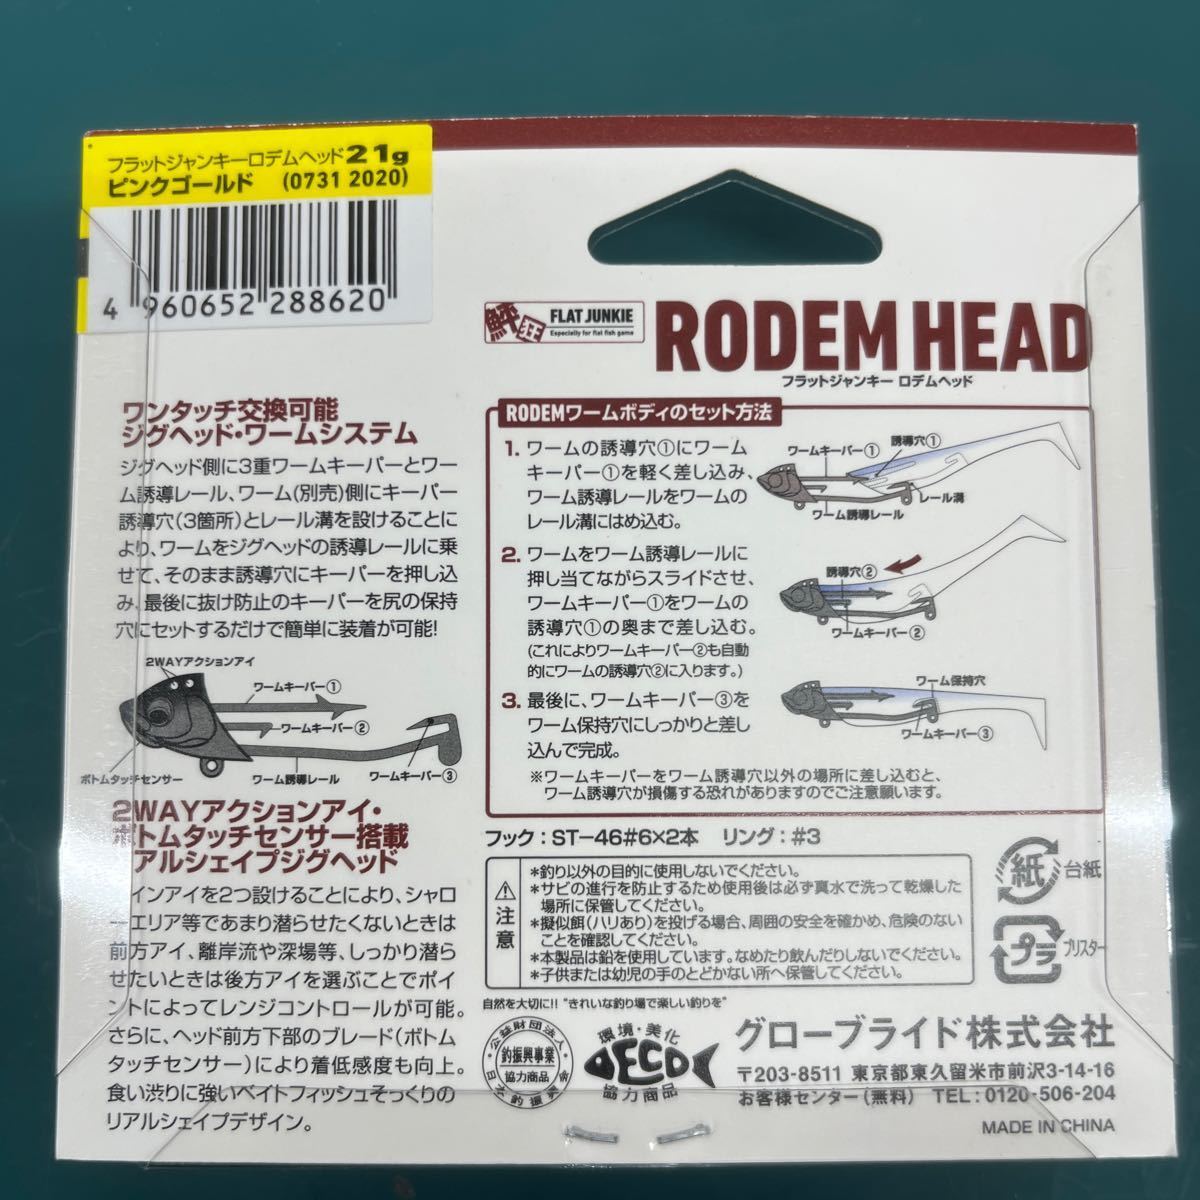 フラットジャンキーロデムヘッド21g
ピンクゴールド (0731 2020)
4 960652 288620
鮃狂
FLAT JUNKIE
Especially for flat fish game
RODEM HEAD
フラットジャンキー ロデムヘッド
ワンタッチ交換可能
ジグヘッド・ワームシステム
ジグヘッド側に3重ワームキーパーとワー
ム誘導レール、ワーム(別売)側にキーパー
誘導穴(3箇所)とレール溝を設けることに
より、ワームをジグヘッドの誘導レールに乗
せて、そのまま誘導穴にキーパーを押し込
み、最後に抜け防止のキーパーを尻の保持
穴にセットするだけで簡単に装着が可能!
2WAYアクションアイ
ワームキーパー①
ワームキーパー②
ボトムタッチセンサー
ワーム誘導レール
ワームキーパー③
2WAYアクションアイ・
ボトムタッチセンサー搭載
アルシェイプジグヘッド
インアイを2つ設けることにより、シャロ
ーエリア等であまり潜らせたくないときは
前方アイ、離岸流や深場等、しっかり潜ら
せたいときは後方アイを選ぶことでポイ
ントによってレンジコントロールが可能。
さらに、ヘッド前方下部のブレード(ボトム
タッチセンサー)により着低感度も向上。
食い渋りに強いベイトフィッシュそっくりの
リアルシェイプデザイン。
RODEMワームボディのセット方法
1. ワームの誘導穴①にワーム
キーパー①を軽く差し込み、
ワーム誘導レールをワームの
レール溝にはめ込む。
ワームキーパー①
誘導穴①
レール溝
ワーム誘導レール
2. ワームをワーム誘導レールに
押し当てながらスライドさせ、
ワームキーパー①をワームの
誘導穴①の奥まで差し込む。
(これによりワームキーパー②も自動
的にワームの誘導穴②に入ります。)
誘導穴②
ワームキーパー②
3. 最後に、ワームキーパー③を
ワーム保持穴にしっかりと差し
込んで完成。
ワーム保持穴
ワームキーパー③
※ワームキーパーをワーム誘導穴以外の場所に差し込むと、
ワーム誘導穴が損傷する恐れがありますのでご注意願います。
フック:ST-46#6×2本 リング:#3
注意
*釣り以外の目的に使用しないでください。
*サビの進行を防止するため使用後は必ず真水で洗って乾燥した
場所に保管してください。
*擬似餌(ハリあり)を投げる場合、周囲の安全を確かめ、危険のない
ことを確認してください。
*本製品は鉛を使用しています。なめたり飲んだりしないでください。
*子供または幼児の手のとどかない所へ保管してください。
紙
台紙
プラ
ブリスター
自然を大切に!! “きれいな釣り場で楽しい釣りを”
公益財団法人
釣振興事業
協力商品
日本釣振興会
環境・美化
DECO
協力商品
グローブライド株式会社
〒203-8511 東京都東久留米市前沢3-14-16
お客様センター(無料) TEL:0120-506-204
MADE IN CHINA